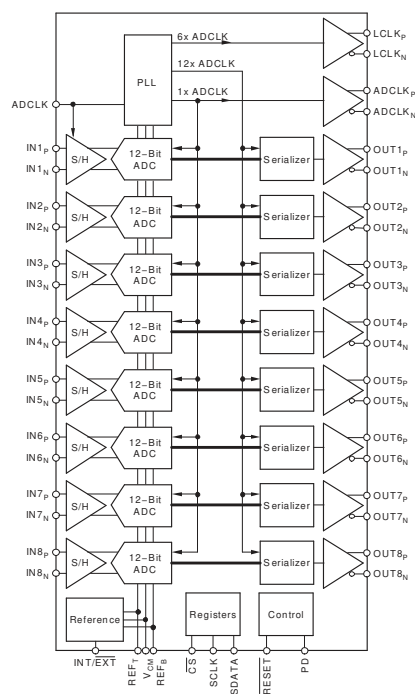 6x ADCLK
LCLKP
LCLKN
PLL
12x ADCLK
1x ADCLK
ADCLKP
ADCLKN
ADCLK
IN1P
IN1N
S/H
12-Bit
ADC
Serializer
OUT1P
OUT1N
IN2P
IN2N
S/H
12-Bit
ADC
Serializer
OUT2P
OUT2N
IN3P
IN3N
S/H
12-Bit
ADC
Serializer
OUT3P
OUT3N
IN4P
IN4N
S/H
12-Bit
ADC
Serializer
OUT4P
OUT4N
IN5P
IN5N
S/H
12-Bit
ADC
Serializer
OUT5P
OUT5N
IN6P
IN6N
S/H
12-Bit
ADC
Serializer
OUT6P
OUT6N
IN7P
IN7N
S/H
12-Bit
ADC
Serializer
OUT7P
OUT7N
IN8P
IN8N
S/H
12-Bit
ADC
Serializer
OUT8P
OUT8N
Reference
Registers
Control
INT/EXT
REFT
VCM
REFB
CS
SCLK
SDATA
RESET
PD